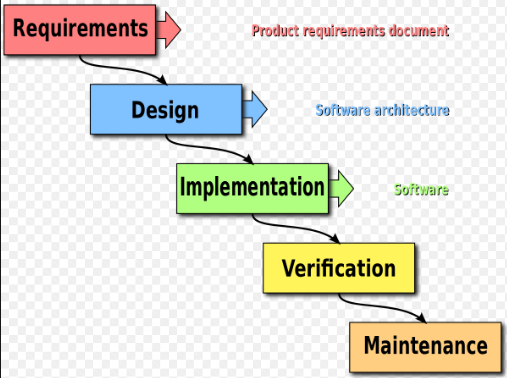 Requirements
Product requirements document
Design
Software architecture
Implementation
Software
Verification
Maintenance